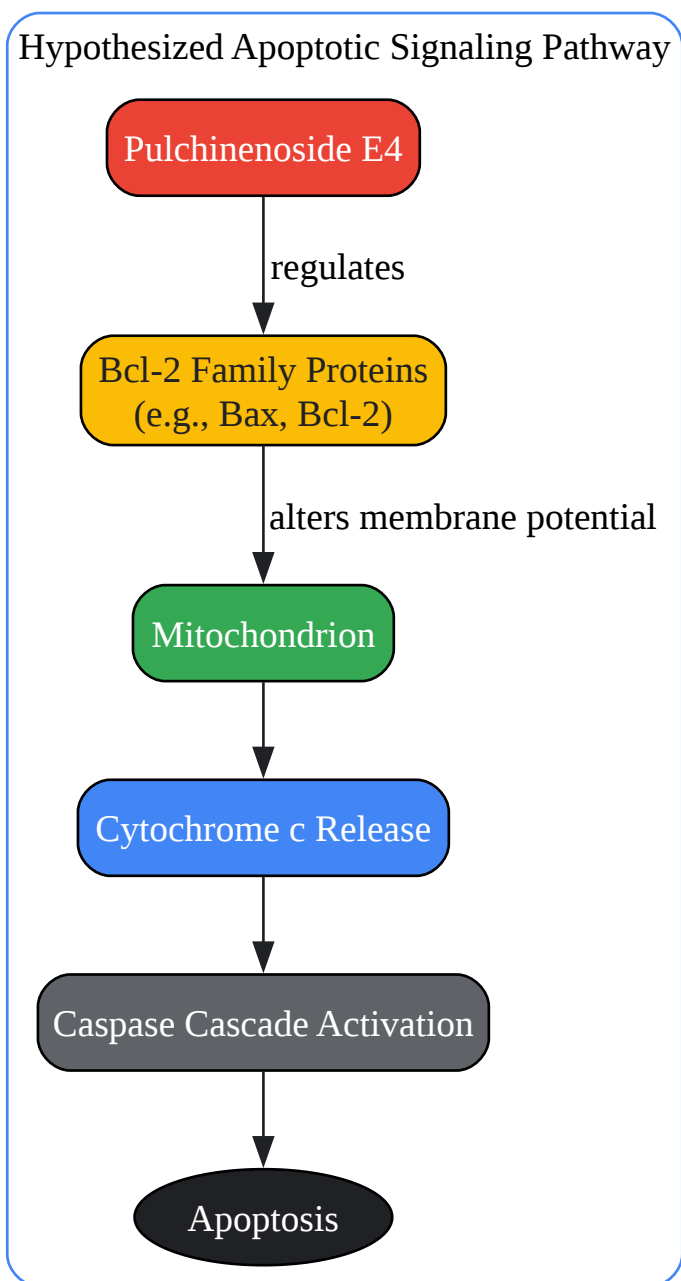 Hypothesized Apoptotic Signaling Pathway
Pulchinenoside E4
regulates
Bcl-2 Family Proteins
(e.g., Bax, Bcl-2)
alters membrane potential
Mitochondrion
Cytochrome c Release
Caspase Cascade Activation
Apoptosis